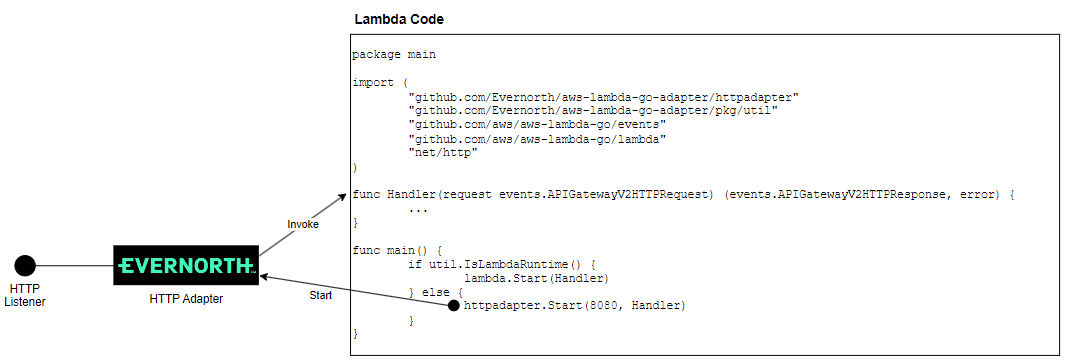 Lambda Code
package main
import (
"github.com/Evernorth/aws-lambda-go-adapter/httpadapter"
"github.com/Evernorth/aws-lambda-go-adapter/pkg/util"
"github.com/aws/aws-lambda-go/events"
"github.com/aws/aws-lambda-go/lambda"
"net/http"
)
func Handler(request events.APIGatewayV2HTTPRequest) (events.APIGatewayV2HTTPResponse, error) {
...
}
func main() {
if util.IsLambdaRuntime() {
lambda.Start(Handler)
} else {
httpadapter.Start(8080, Handler)
}
}
Invoke
Start
EVERNORTH
HTTP Adapter
HTTP
Listener